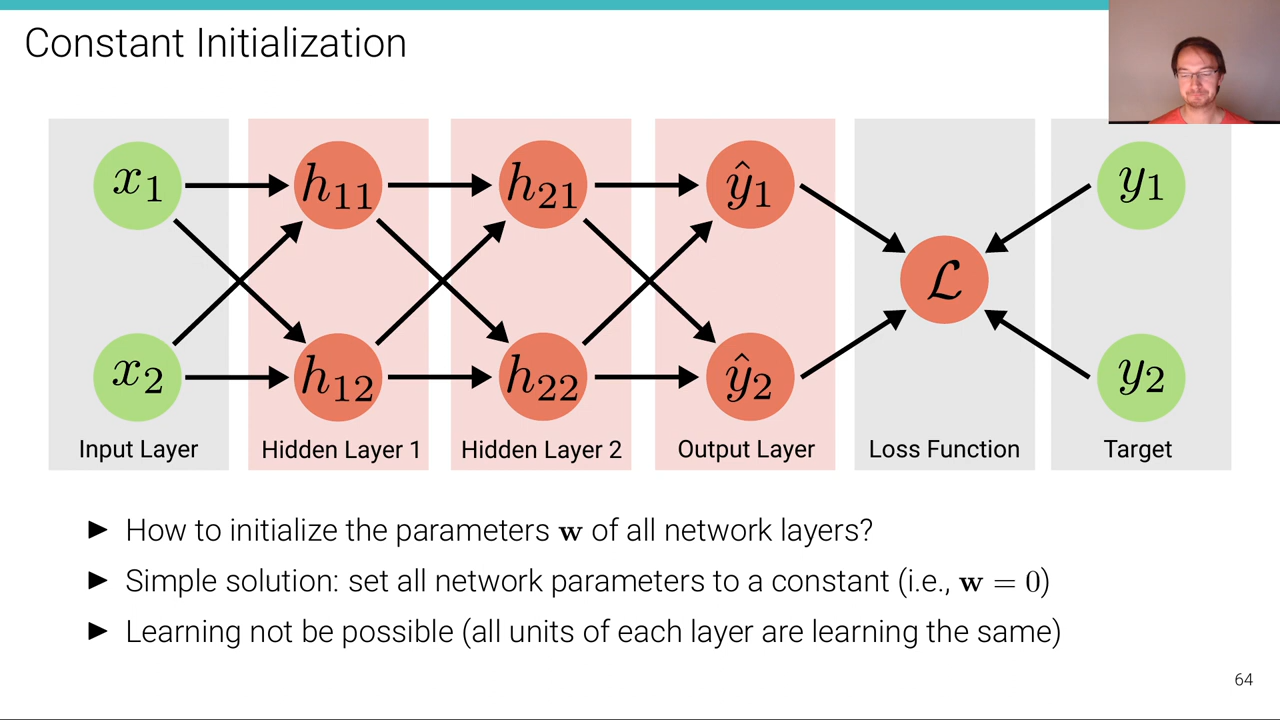 Constant Initialization
x1 h11 h21 ŷ1 y1
L
x2 h12 h22 ŷ2 y2
Input Layer Hidden Layer 1 Hidden Layer 2 Output Layer Loss Function Target
► How to initialize the parameters w of all network layers?
► Simple solution: set all network parameters to a constant (i.e., w = 0)
► Learning not be possible (all units of each layer are learning the same)
64